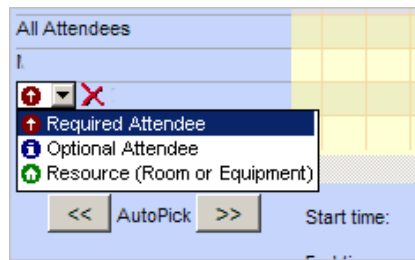 All Attendees
Required Attendee
Optional Attendee
Resource (Room or Equipment)
<< AutoPick >>
Start time: